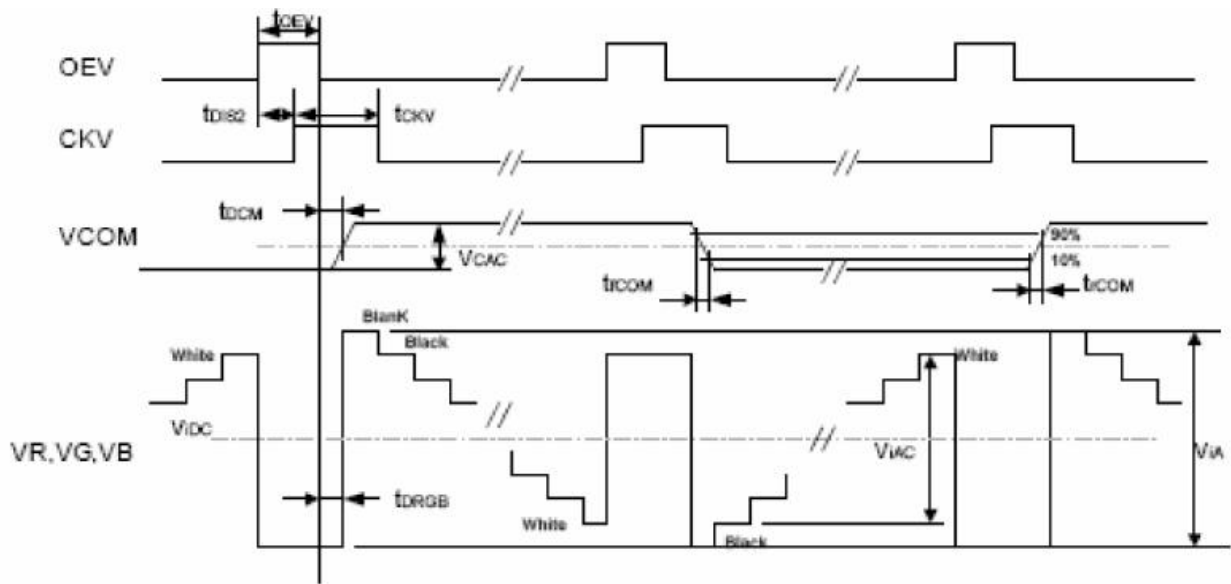 tOEV
OEV
tDIS2
tCKV
CKV
tDCM
VCOM
VCAC
90%
10%
trCOM
BlanK
White
Black
White
VIDC
VR,VG,VB
VIAC
VIA
tDRGB
White
Black